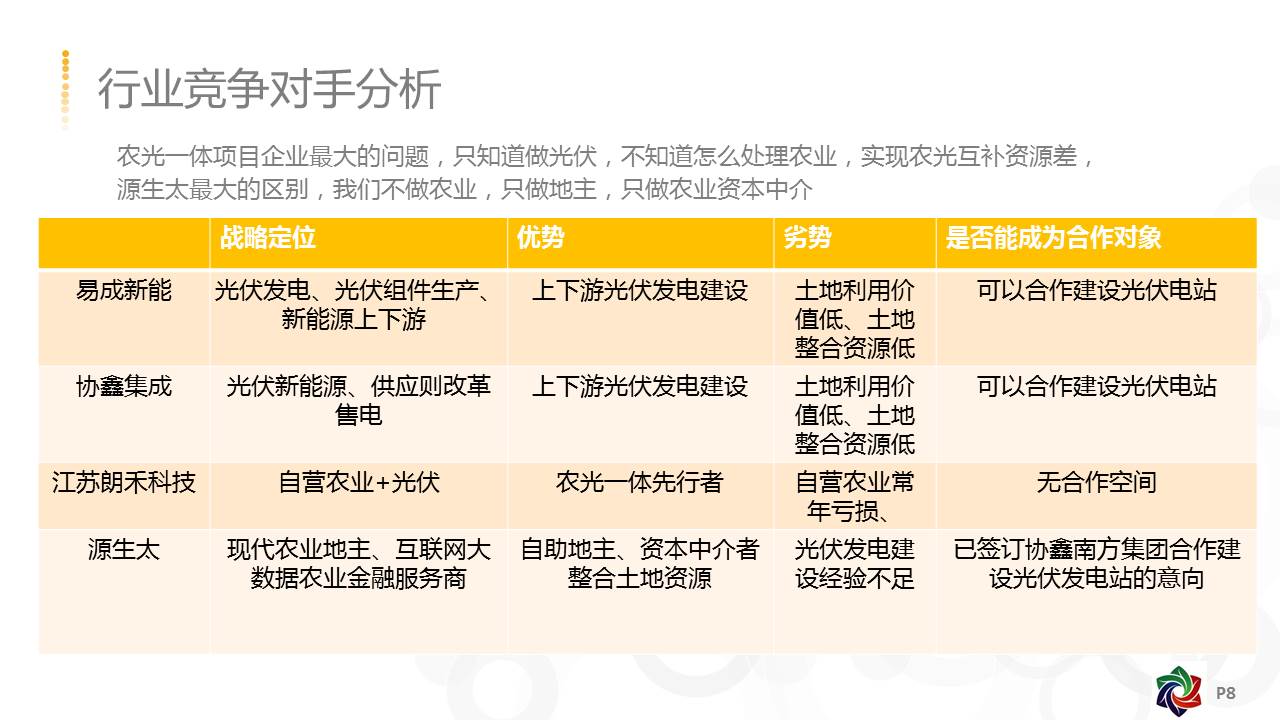 行业竞争对手分析
农光一体项目企业最大的问题，只知道做光伏，不知道怎么处理农业，实现农光互补资源差，
源生太最大的区别，我们不做农业，只做地主，只做农业资本中介
战略定位
优势
劣势
是否能成为合作对象
易成新能
光伏发电、光伏组件生产、
新能源上下游
上下游光伏发电建设
土地利用价
值低、土地
整合资源低
可以合作建设光伏电站
协鑫集成
光伏新能源、供应则改革
售电
上下游光伏发电建设
土地利用价
值低、土地
整合资源低
可以合作建设光伏电站
江苏朗禾科技
自营农业+光伏
农光一体先行者
自营农业常
年亏损、
无合作空间
源生太
现代农业地主、互联网大
数据农业金融服务商
自助地主、资本中介者
整合土地资源
光伏发电建
设经验不足
已签订协鑫南方集团合作建
设光伏发电站的意向
P8